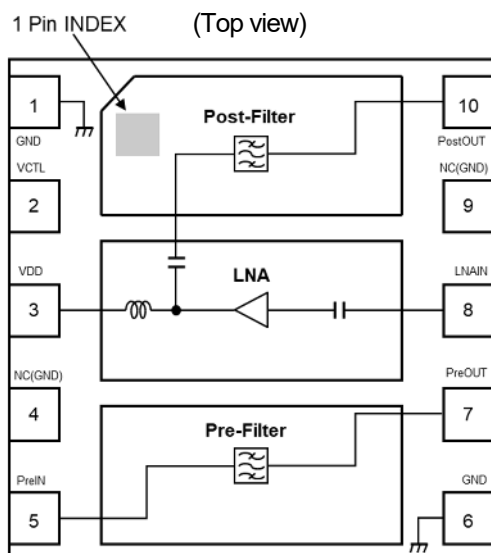 1 Pin INDEX
(Top view)
1
GND
VCTL
2
VDD
3
NC(GND)
4
PreIN
5
Post-Filter
LNA
Pre-Filter
10
PostOUT
NC(GND)
9
LNAIN
8
PreOUT
7
GND
6